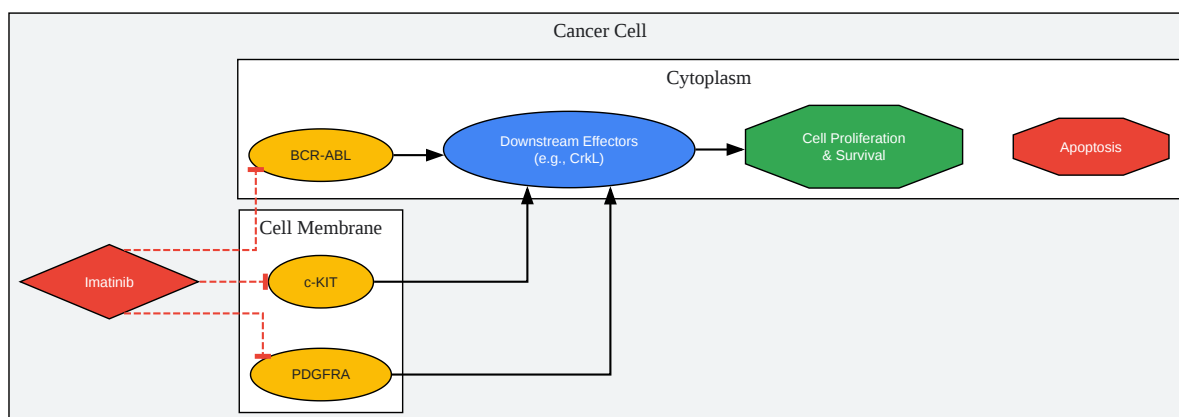 Cancer Cell
Cytoplasm
BCR-ABL
Downstream Effectors
(e.g., CrkL)
Cell Proliferation
& Survival
Apoptosis
Cell Membrane
Imatinib
c-KIT
PDGFRA